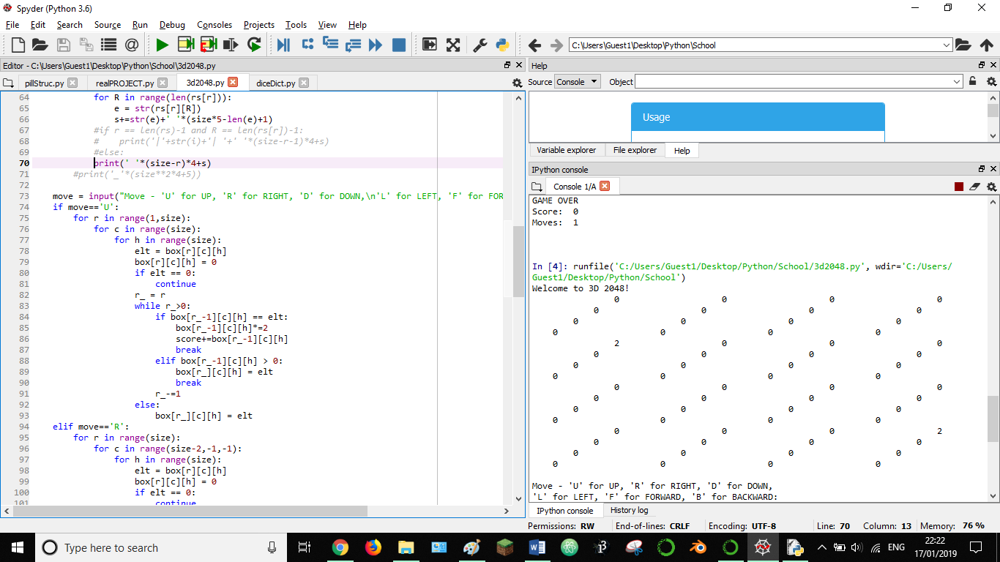 Spyder (Python 3.6)
File Edit Search Source Run Debug Consoles Projects Tools View Help
C:\Users\Guest1\Desktop\Python\School
Editor - C:\Users\Guest1\Desktop\Python\School\3d2048.py
pillStruc.py realPROJECT.py 3d2048.py diceDict.py
64 for R in range(len(rs[r])):
65 e = str(rs[r][R])
66 s+=str(e)+' '*(size*5-len(e)+1)
67 #if r == len(rs)-1 and R == len(rs[r])-1:
68 #    print('|'+str(i)+'| '+' '*(size-r-1)*4+s)
69 #else:
70 print(' '*(size-r)*4+s)
71 #print('_'*(size**2*4+5))
72
73 move = input("Move - 'U' for UP, 'R' for RIGHT, 'D' for DOWN,\n'L' for LEFT, 'F' for FOR
74 if move=='U':
75 for r in range(1,size):
76 for c in range(size):
77 for h in range(size):
78 elt = box[r][c][h]
79 box[r][c][h] = 0
80 if elt == 0:
81 continue
82 r_ = r
83 while r_>0:
84 if box[r_-1][c][h] == elt:
85 box[r_-1][c][h]*=2
86 score+=box[r_-1][c][h]
87 break
88 elif box[r_-1][c][h] > 0:
89 box[r_][c][h] = elt
90 break
91 r_-=1
92 else:
93 box[r_][c][h] = elt
94 elif move=='R':
95 for r in range(size):
96 for c in range(size-2,-1,-1):
97 for h in range(size):
98 elt = box[r][c][h]
99 box[r][c][h] = 0
100 if elt == 0:
101 continue
Help
Source Console Object
Usage
Variable explorer File explorer Help
IPython console
Console 1/A
GAME OVER
Score:  0
Moves:  1
In [4]: runfile('C:/Users/Guest1/Desktop/Python/School/3d2048.py', wdir='C:/Users/
Guest1/Desktop/Python/School')
Welcome to 3D 2048!
0 0 0 0
0 0 0 0
0 0 0 0
0 0 0 0
2 0 0 0
0 0 0 0
0 0 0 0
0 0 0 0
0 0 0 0
0 0 0 0
0 0 0 0
0 0 0 0
0 0 0 2
0 0 0 0
0 0 0 0
0 0 0 0
Move - 'U' for UP, 'R' for RIGHT, 'D' for DOWN,
'L' for LEFT, 'F' for FORWARD, 'B' for BACKWARD:
IPython console History log
Permissions: RW End-of-lines: CRLF Encoding: UTF-8 Line: 70 Column: 13 Memory: 76 %
Type here to search
ENG
22:22
17/01/2019